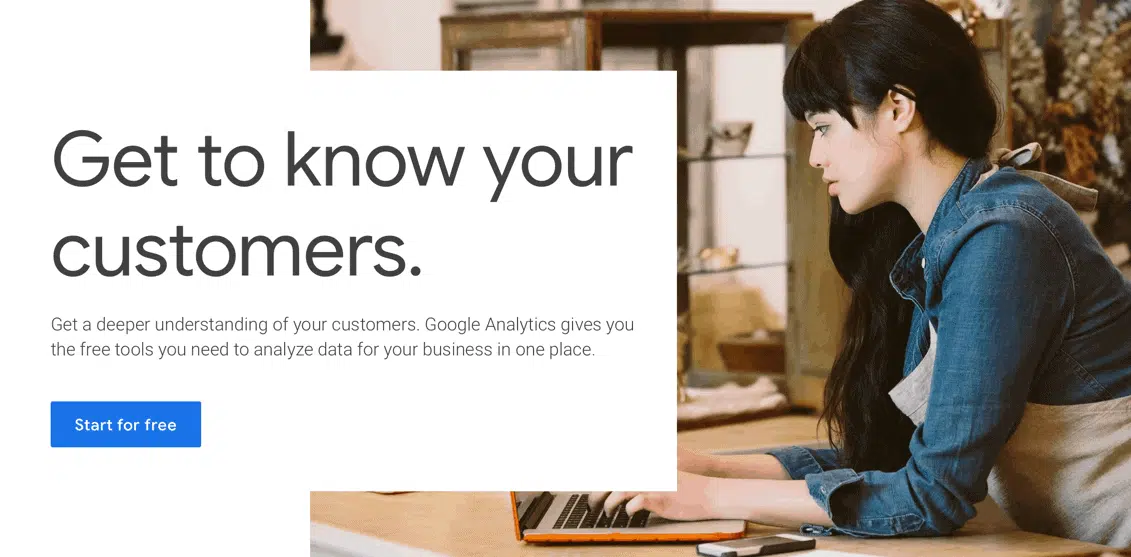 Get to know your
customers.
Get a deeper understanding of your customers. Google Analytics gives you
the free tools you need to analyze data for your business in one place.
Start for free